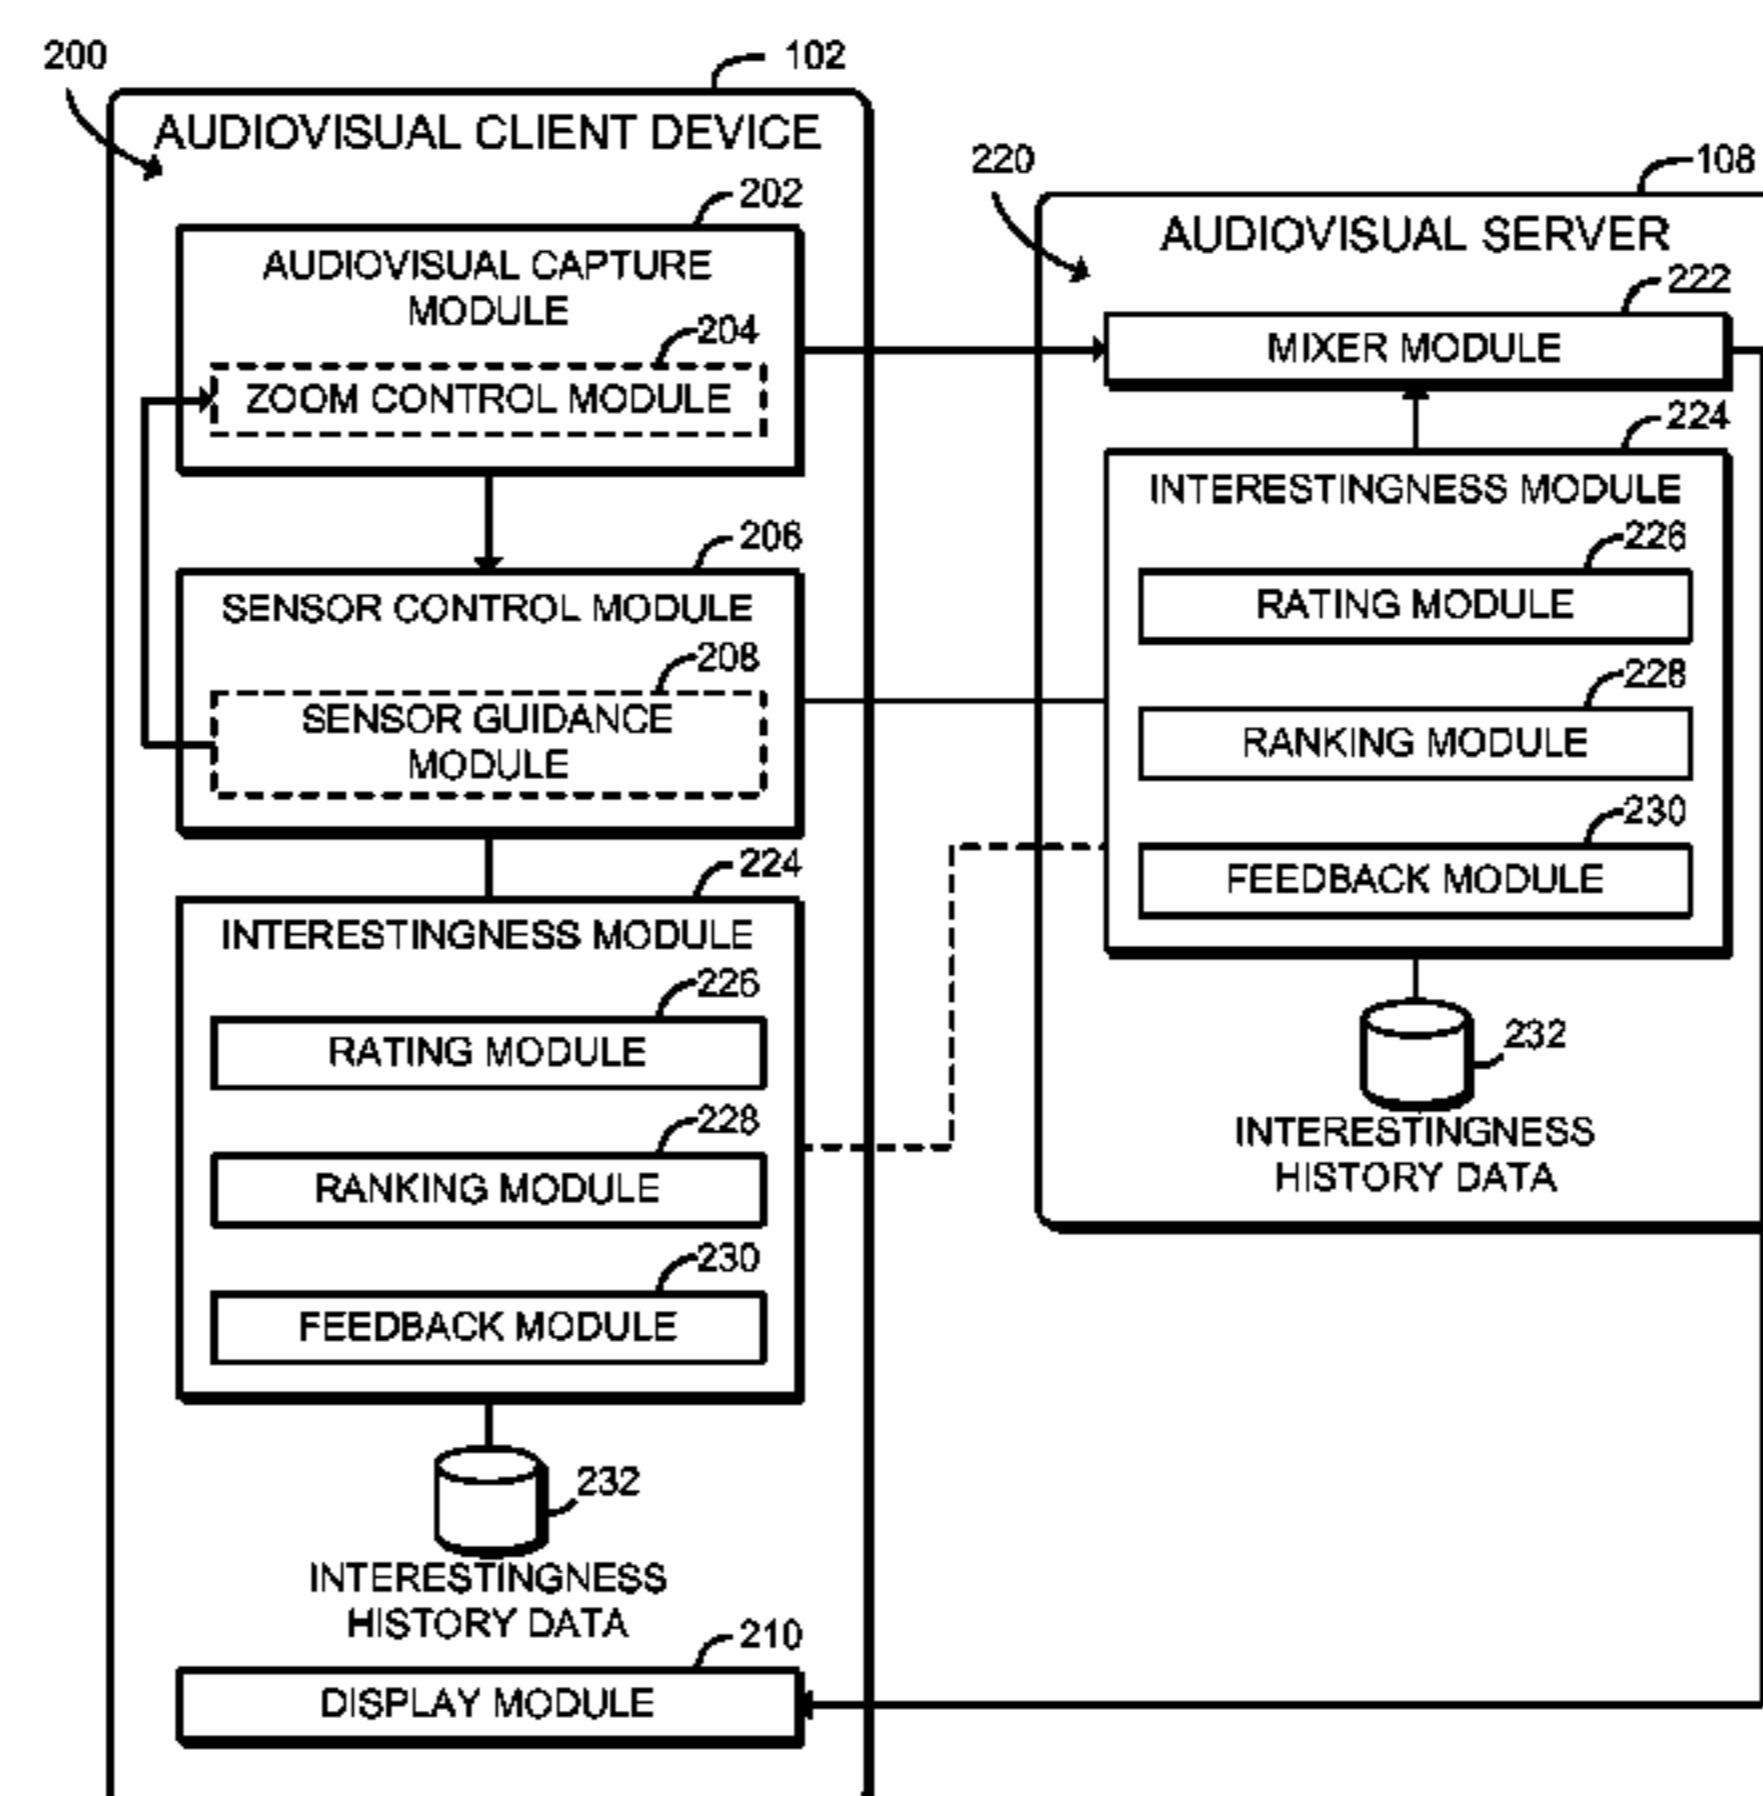 200
102
AUDIOVISUAL CLIENT DEVICE
202
AUDIOVISUAL CAPTURE
MODULE
204
ZOOM CONTROL MODULE
206
SENSOR CONTROL MODULE
208
SENSOR GUIDANCE
MODULE
224
INTERESTINGNESS MODULE
226
RATING MODULE
228
RANKING MODULE
230
FEEDBACK MODULE
232
INTERESTINGNESS
HISTORY DATA
210
DISPLAY MODULE
220
108
AUDIOVISUAL SERVER
222
MIXER MODULE
224
INTERESTINGNESS MODULE
226
RATING MODULE
228
RANKING MODULE
230
FEEDBACK MODULE
232
INTERESTINGNESS
HISTORY DATA